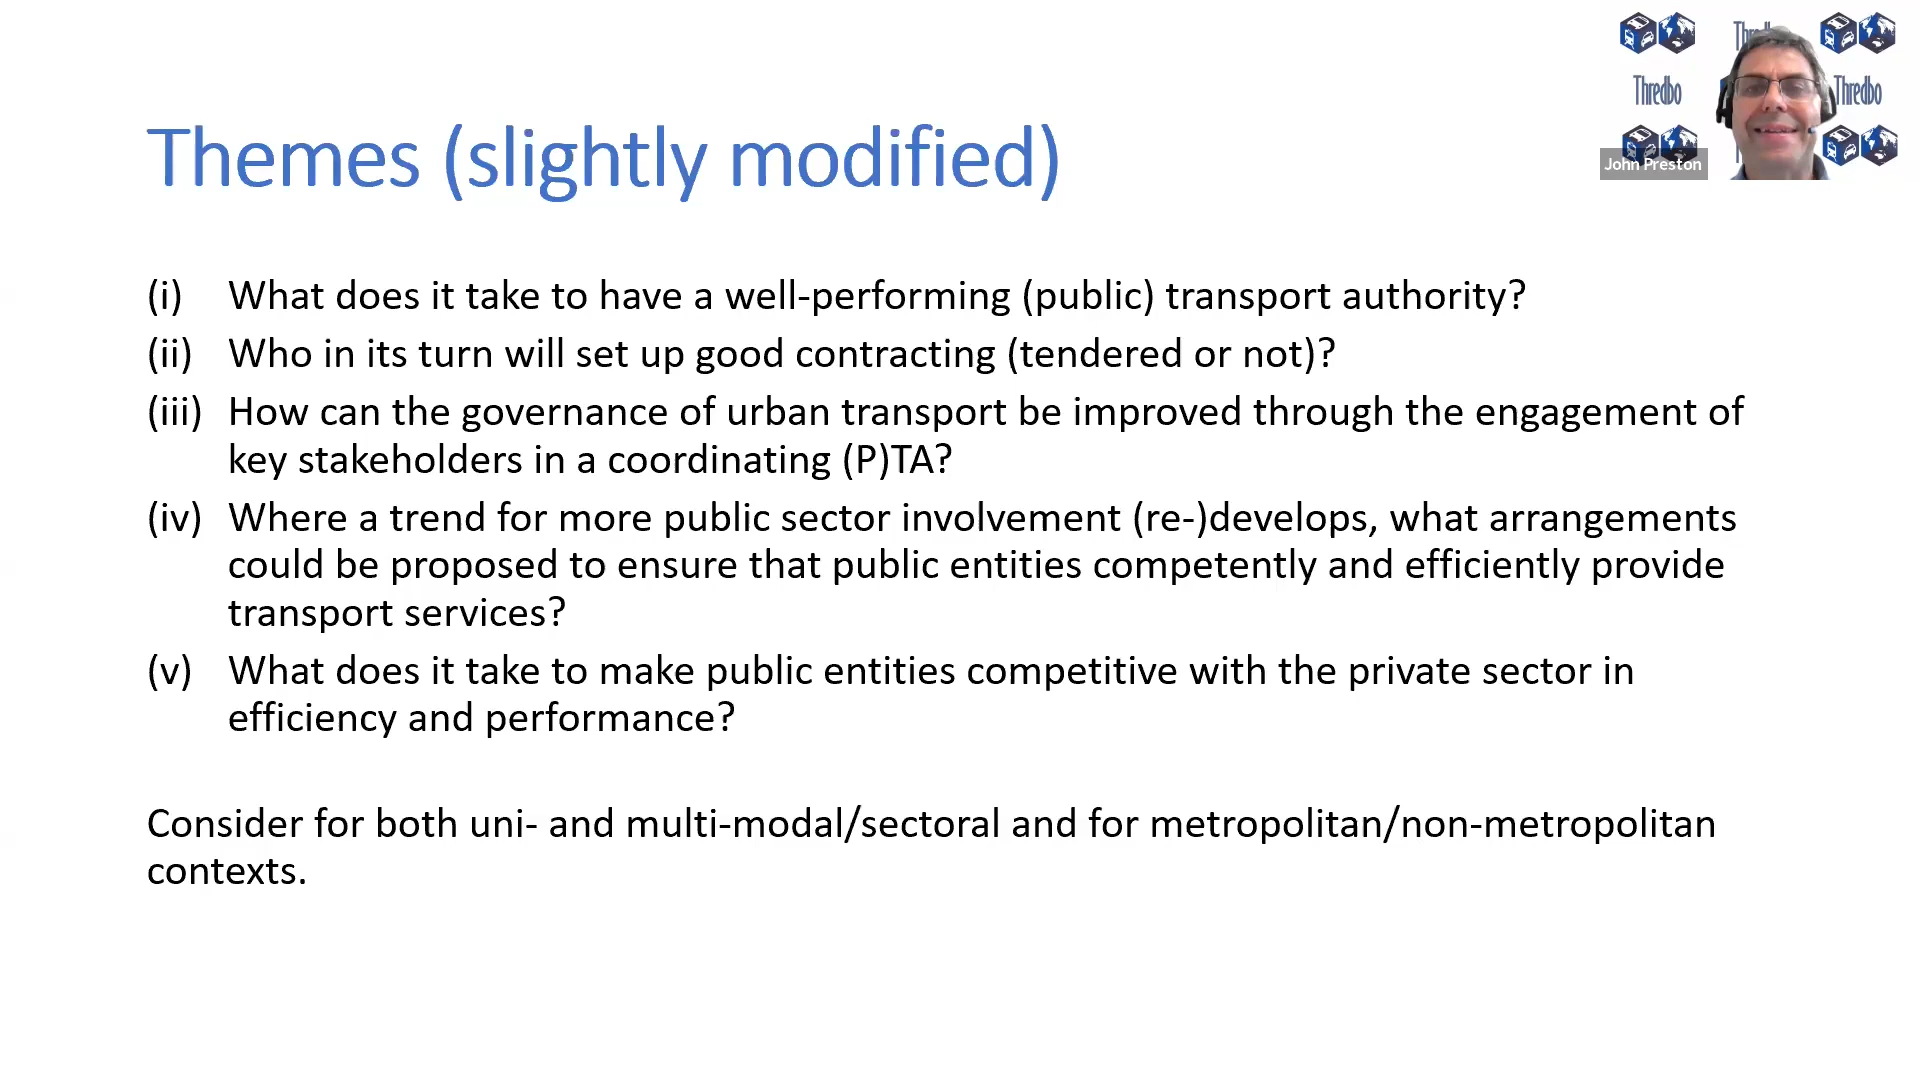 Themes (slightly modified)
Thredbo
Thredbo
John Preston
(i) What does it take to have a well-performing (public) transport authority?
(ii) Who in its turn will set up good contracting (tendered or not)?
(iii) How can the governance of urban transport be improved through the engagement of
key stakeholders in a coordinating (P)TA?
(iv) Where a trend for more public sector involvement (re-)develops, what arrangements
could be proposed to ensure that public entities competently and efficiently provide
transport services?
(v) What does it take to make public entities competitive with the private sector in
efficiency and performance?
Consider for both uni- and multi-modal/sectoral and for metropolitan/non-metropolitan
contexts.